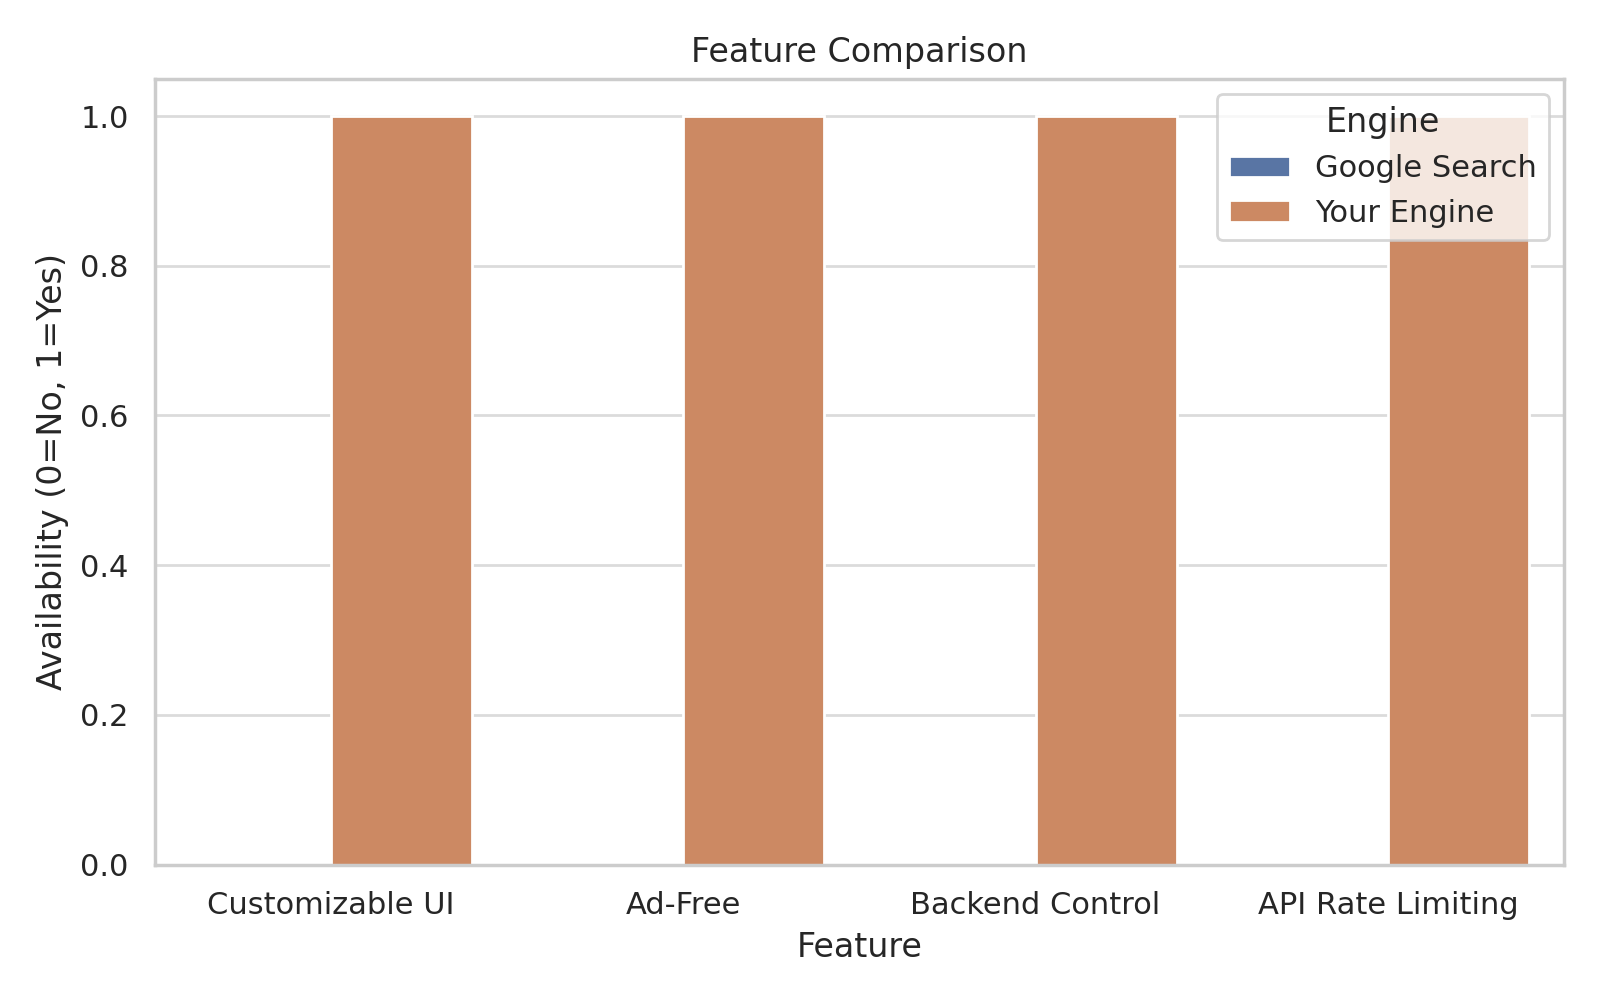 Feature Comparison
Engine
Google Search
Your Engine
Availability (0=No, 1=Yes)
1.0
0.8
0.6
0.4
0.2
0.0
Customizable UI
Ad-Free
Backend Control
API Rate Limiting
Feature